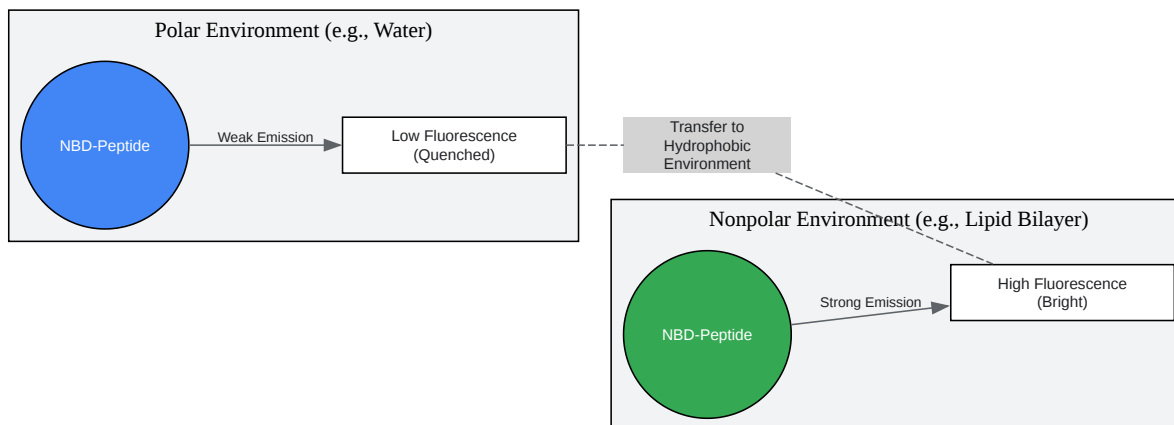 Polar Environment (e.g., Water)
NBD-Peptide
Weak Emission
Low Fluorescence
(Quenched)
Transfer to
Hydrophobic
Environment
Nonpolar Environment (e.g., Lipid Bilayer)
NBD-Peptide
Strong Emission
High Fluorescence
(Bright)